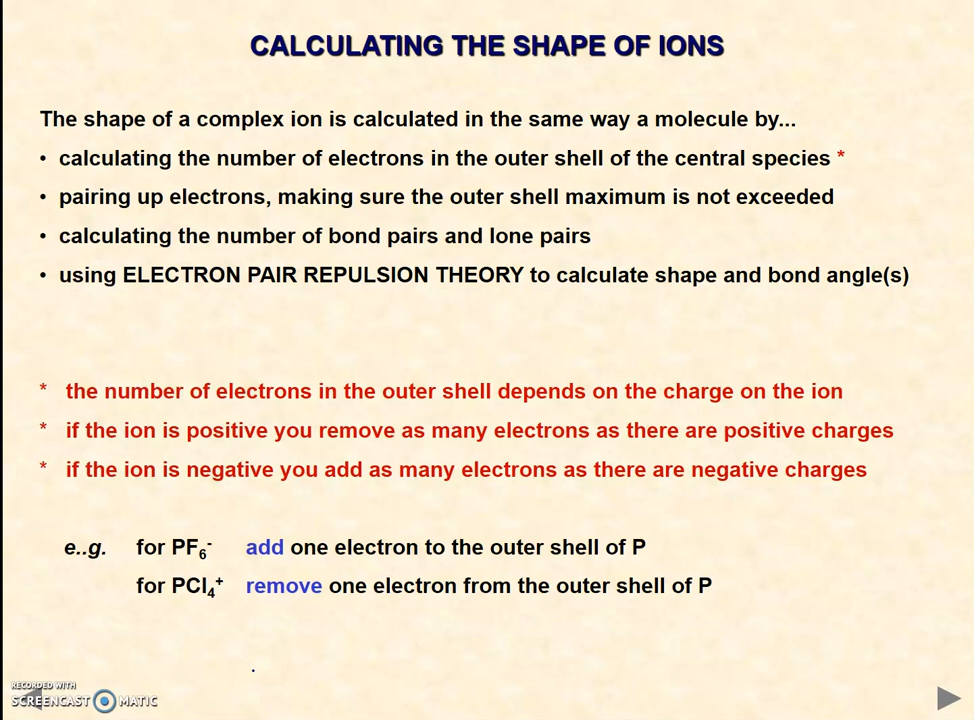 CALCULATING THE SHAPE OF IONS
The shape of a complex ion is calculated in the same way a molecule by...
• calculating the number of electrons in the outer shell of the central species *
• pairing up electrons, making sure the outer shell maximum is not exceeded
• calculating the number of bond pairs and lone pairs
• using ELECTRON PAIR REPULSION THEORY to calculate shape and bond angle(s)
* the number of electrons in the outer shell depends on the charge on the ion
* if the ion is positive you remove as many electrons as there are positive charges
* if the ion is negative you add as many electrons as there are negative charges
e..g. for PF₆⁻ add one electron to the outer shell of P
for PCl₄⁺ remove one electron from the outer shell of P
RECORDED WITH
SCREENCAST MATIC